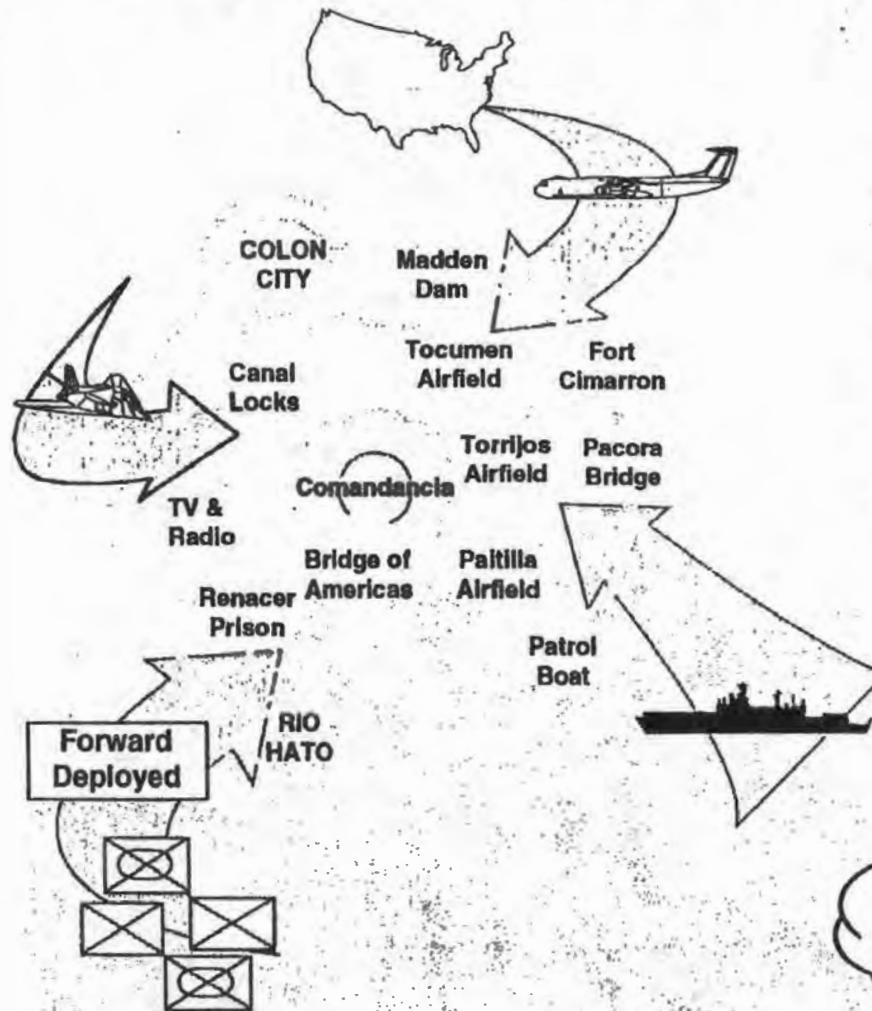 COLON
CITY
Madden
Dam
Tocumen
Airfield
Fort
Cimarron
Canal
Locks
Torrijos
Airfield
Pacora
Bridge
Comandancia
TV &
Radio
Bridge of
Americas
Paitilla
Airfield
Renacer
Prison
Patrol
Boat
RIO
HATO
Forward
Deployed